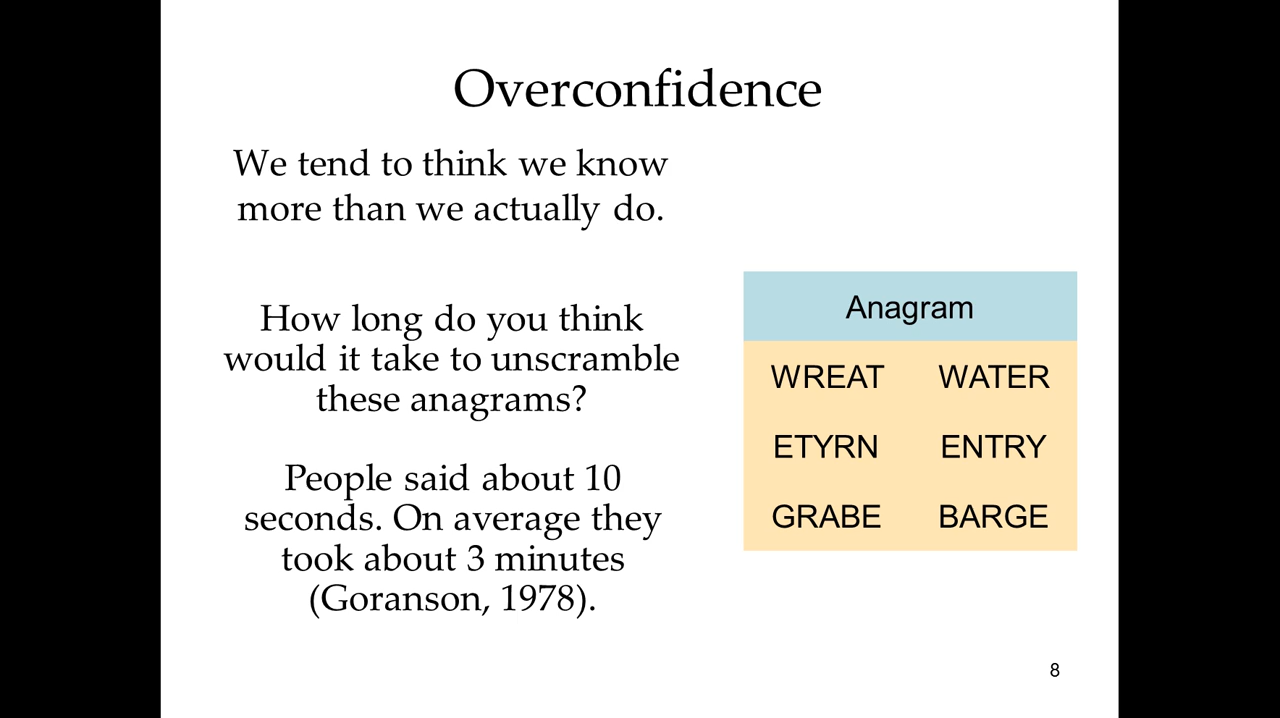 Overconfidence
We tend to think we know
more than we actually do.
How long do you think
would it take to unscramble
these anagrams?
People said about 10
seconds. On average they
took about 3 minutes
(Goranson, 1978).
Anagram
WREAT WATER
ETYRN ENTRY
GRABE BARGE
8